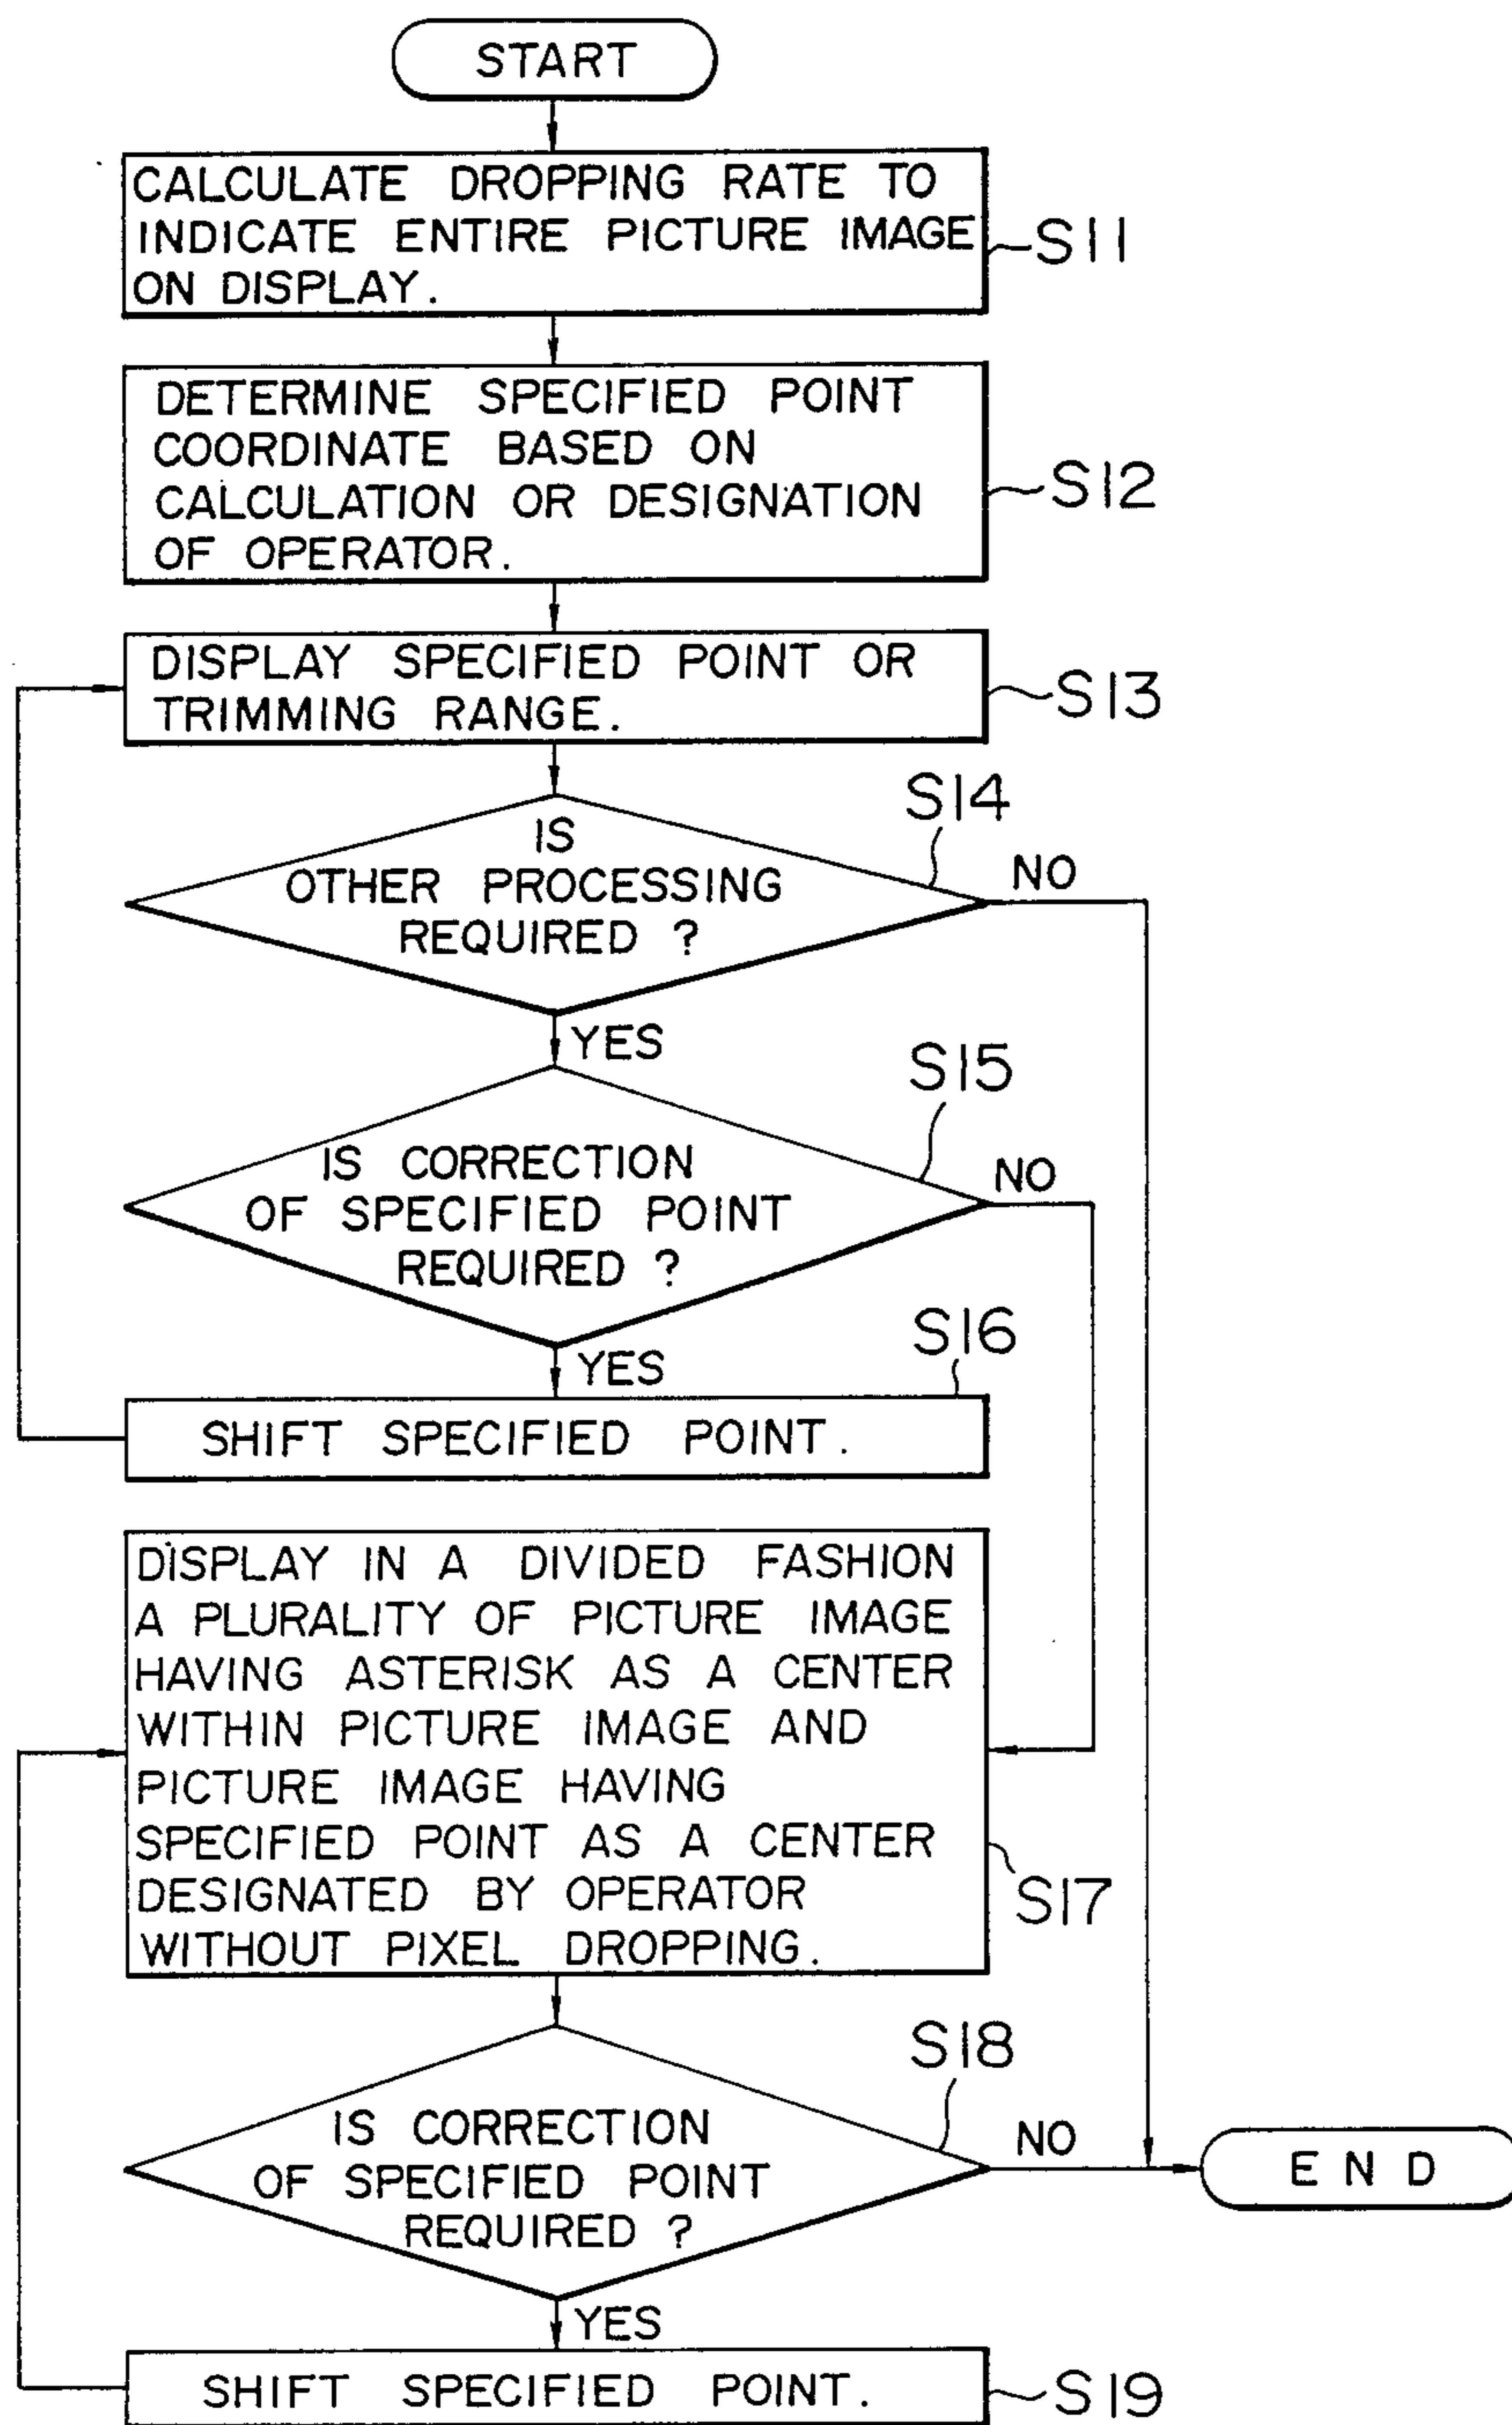 START
CALCULATE DROPPING RATE TO
INDICATE ENTIRE PICTURE IMAGE
ON DISPLAY.
S11
DETERMINE SPECIFIED POINT
COORDINATE BASED ON
CALCULATION OR DESIGNATION
OF OPERATOR.
S12
DISPLAY SPECIFIED POINT OR
TRIMMING RANGE.
S13
S14
IS
OTHER PROCESSING
REQUIRED ?
NO
YES
S15
IS CORRECTION
OF SPECIFIED POINT
REQUIRED ?
NO
YES
S16
SHIFT SPECIFIED POINT.
DISPLAY IN A DIVIDED FASHION
A PLURALITY OF PICTURE IMAGE
HAVING ASTERISK AS A CENTER
WITHIN PICTURE IMAGE AND
PICTURE IMAGE HAVING
SPECIFIED POINT AS A CENTER
DESIGNATED BY OPERATOR
WITHOUT PIXEL DROPPING.
S17
S18
IS CORRECTION
OF SPECIFIED POINT
REQUIRED ?
NO
END
YES
SHIFT SPECIFIED POINT.
S19